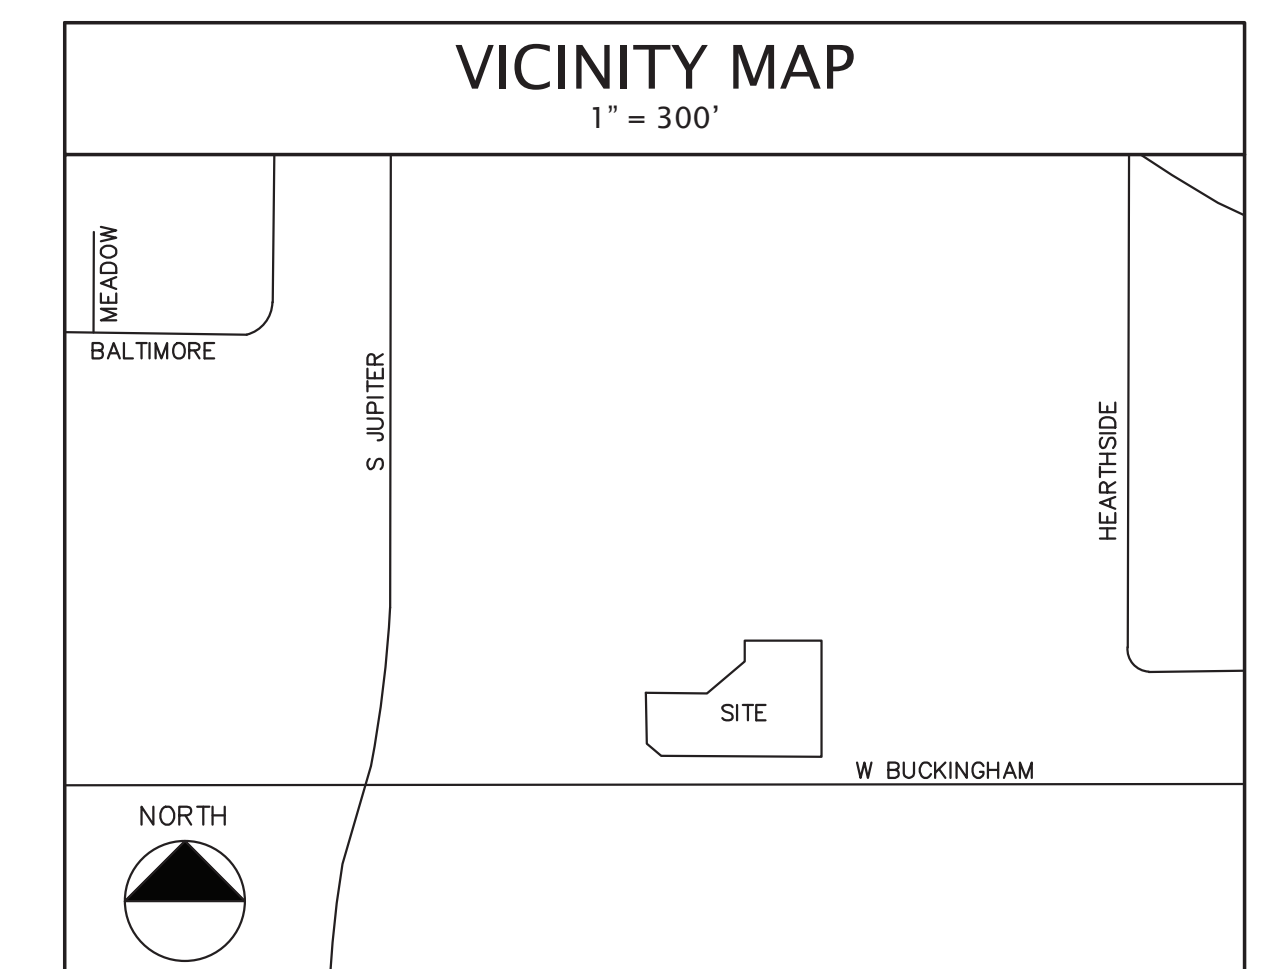 VICINITY MAP
1” = 300’
MEADOW
BALTIMORE
S JUPITER
HEARTHSIDE
SITE
W BUCKINGHAM
NORTH